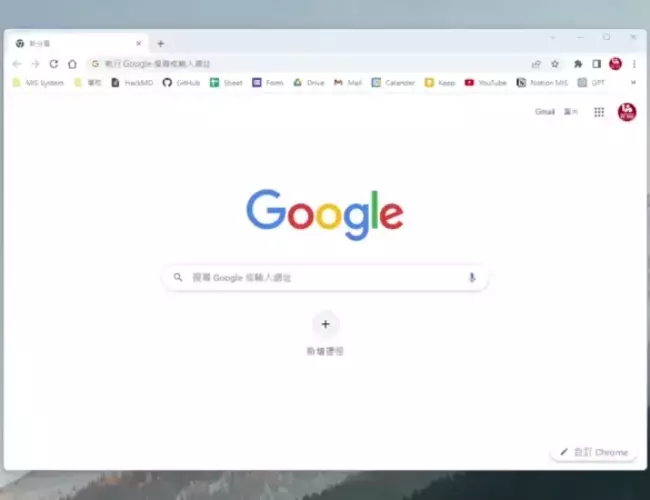 新分頁
執行 Google 搜尋或輸入網址
MIS System 學校 HackMD GitHub Sheet Form Drive Mail Calander Keep YouTube Notion MIS GPT
Gmail 圖片
Google
搜尋 Google 或輸入網址
新增捷徑
自訂 Chrome